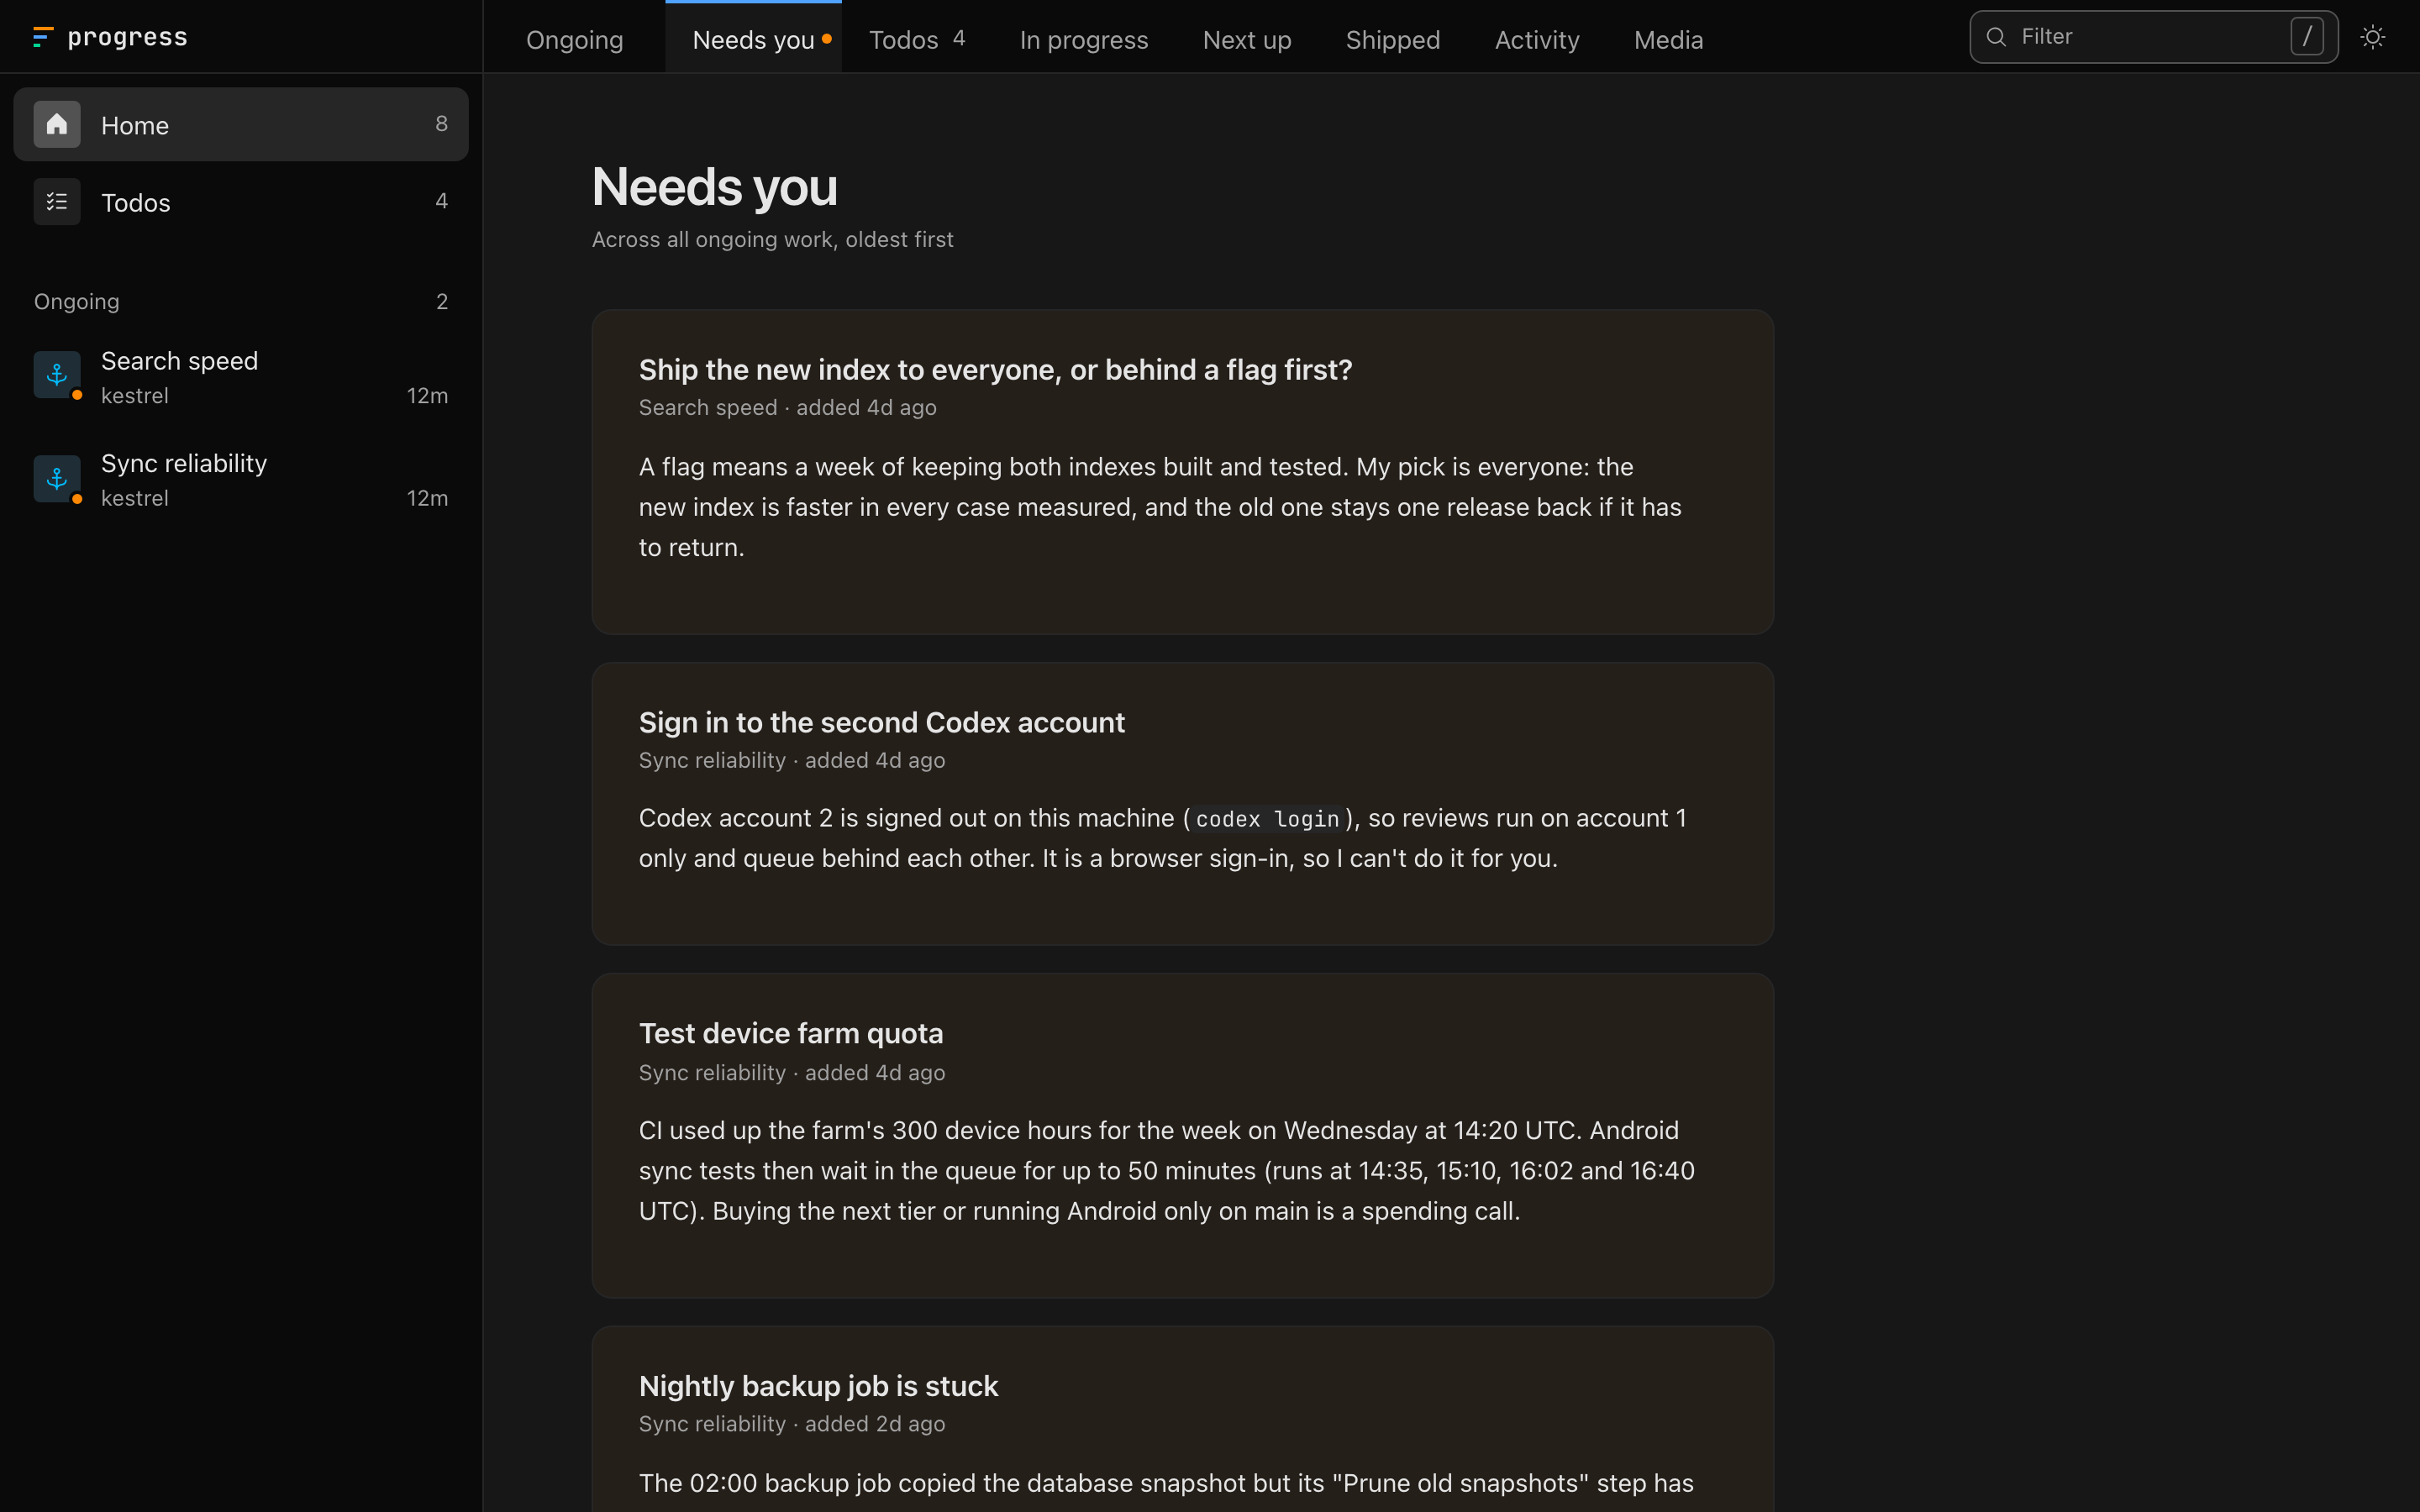 progress
Ongoing
Needs you
Todos 4
In progress
Next up
Shipped
Activity
Media
Filter
/
Home 8
Todos 4
Ongoing 2
Search speed
kestrel 12m
Sync reliability
kestrel 12m
Needs you
Across all ongoing work, oldest first
Ship the new index to everyone, or behind a flag first?
Search speed · added 4d ago
A flag means a week of keeping both indexes built and tested. My pick is everyone: the
new index is faster in every case measured, and the old one stays one release back if it has
to return.
Sign in to the second Codex account
Sync reliability · added 4d ago
Codex account 2 is signed out on this machine (codex login), so reviews run on account 1
only and queue behind each other. It is a browser sign-in, so I can't do it for you.
Test device farm quota
Sync reliability · added 4d ago
CI used up the farm's 300 device hours for the week on Wednesday at 14:20 UTC. Android
sync tests then wait in the queue for up to 50 minutes (runs at 14:35, 15:10, 16:02 and 16:40
UTC). Buying the next tier or running Android only on main is a spending call.
Nightly backup job is stuck
Sync reliability · added 2d ago
The 02:00 backup job copied the database snapshot but its "Prune old snapshots" step has